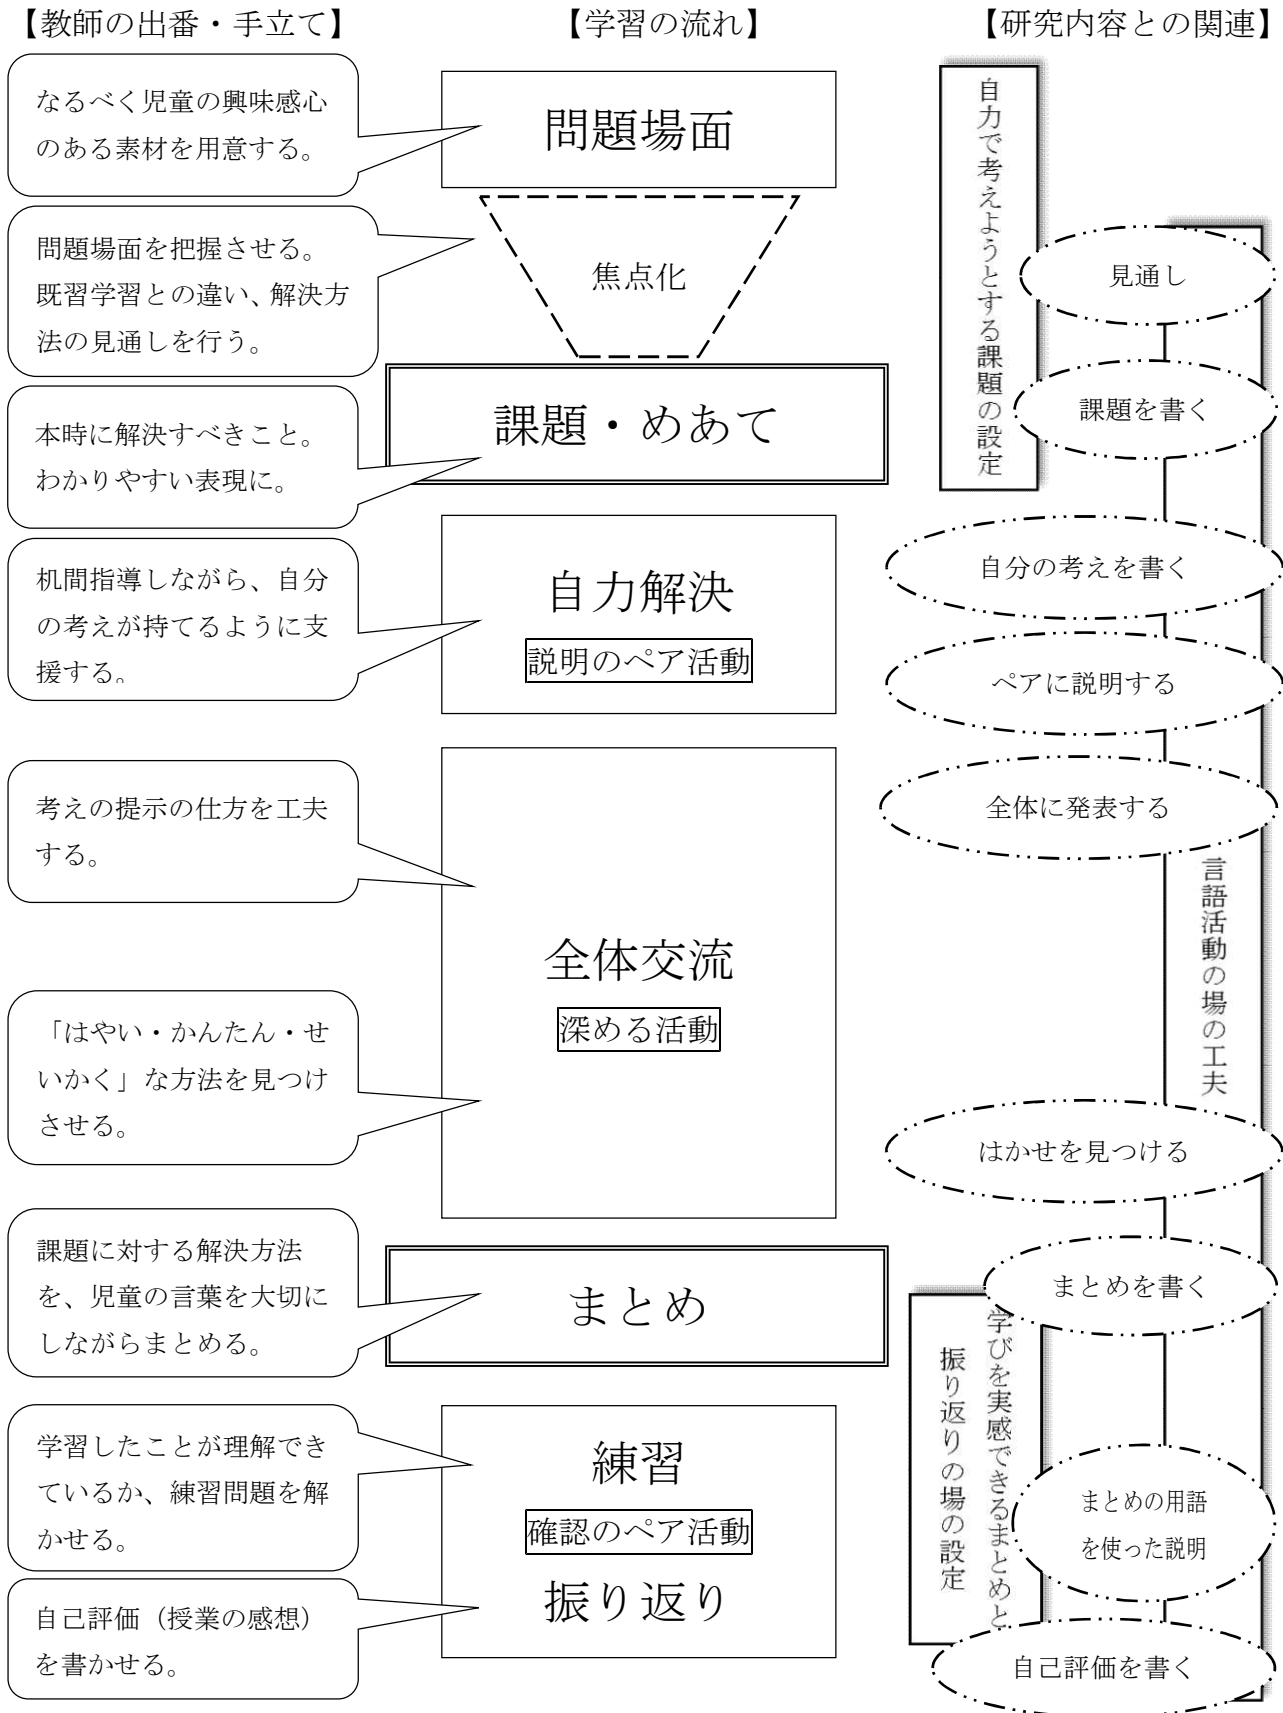 【教師の出番・手立て】
【学習の流れ】
【研究内容との関連】
なるべく児童の興味感心
のある素材を用意する。
問題場面を把握させる。
既習学習との違い、解決方
法の見通しを行う。
本時に解決すべきこと。
わかりやすい表現に。
机間指導しながら、自分
の考えが持てるように支
援する。
考えの提示の仕方を工夫
する。
「はやい・かんたん・せ
いかく」な方法を見つけ
させる。
課題に対する解決方法
を、児童の言葉を大切に
しながらまとめる。
学習したことが理解でき
ているか、練習問題を解
かせる。
自己評価（授業の感想）
を書かせる。
問題場面
焦点化
課題・めあて
自力解決
説明のペア活動
全体交流
深める活動
まとめ
練習
確認のペア活動
振り返り
自力で考えようとする課題の設定
見通し
課題を書く
自分の考えを書く
ペアに説明する
全体に発表する
言語活動の場の工夫
はかせを見つける
まとめを書く
学びを実感できるまとめと
振り返りの場の設定
まとめの用語
を使った説明
自己評価を書く